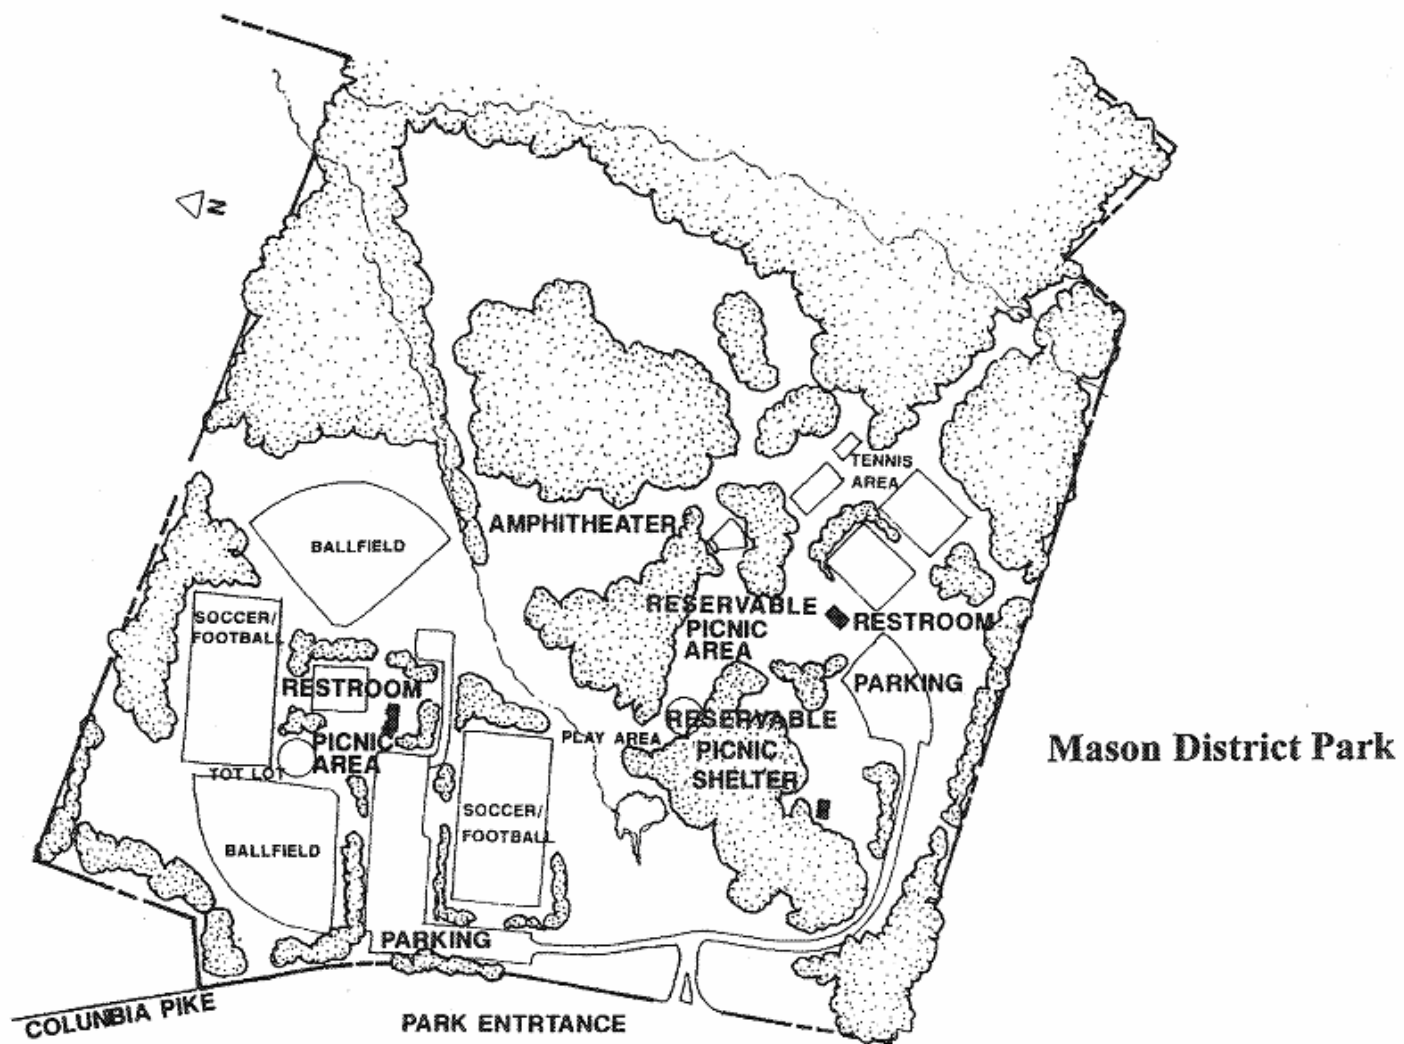 N
TENNIS
AREA
AMPHITHEATER
BALLFIELD
SOCCER/
FOOTBALL
RESERVABLE
PICNIC
AREA
RESTROOM
RESTROOM
PARKING
RESERVABLE
PICNIC
SHELTER
PLAY AREA
PICNIC
AREA
TOT LOT
Mason District Park
SOCCER/
FOOTBALL
BALLFIELD
PARKING
COLUNBIA PIKE
PARK ENTRTANCE